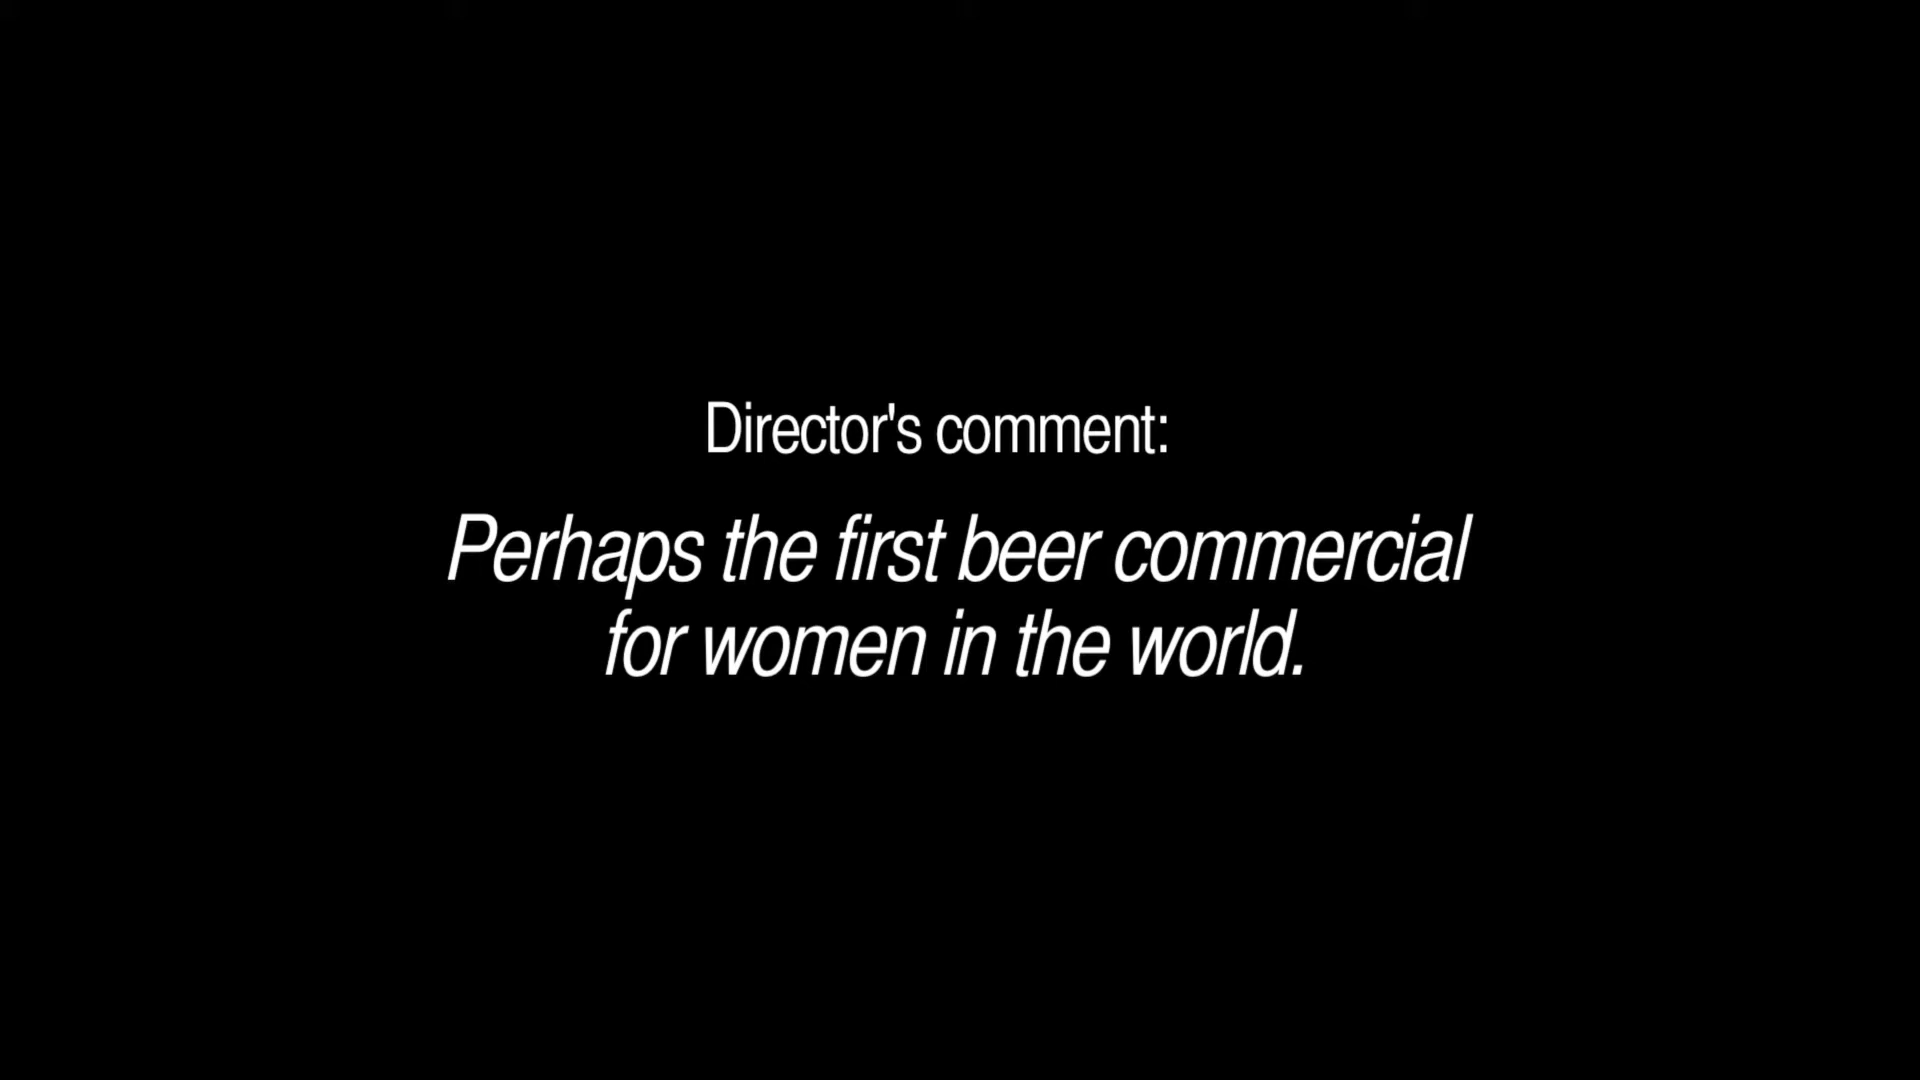 Director's comment:
Perhaps the first beer commercial
for women in the world.